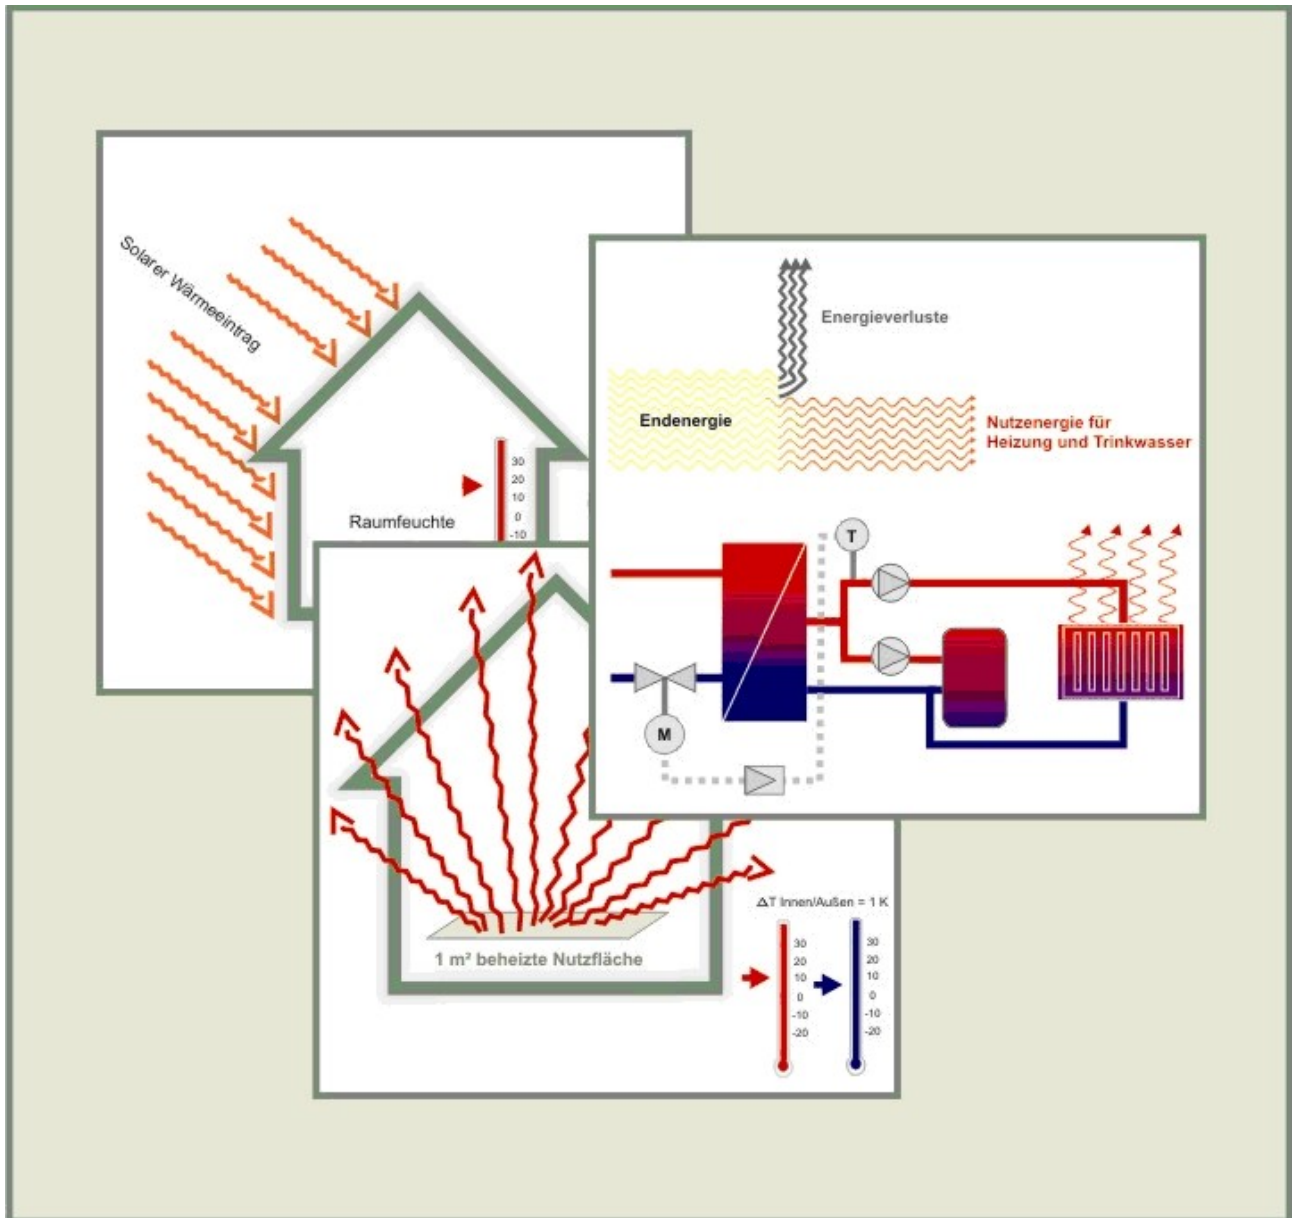 Solarer Wärmeeintrag
30
20
10
0
-10
Raumfeuchte
Energieverluste
Endenergie
Nutzenergie für
Heizung und Trinkwasser
T
M
1 m² beheizte Nutzfläche
ΔT Innen/Außen = 1 K
30
20
10
0
-10
-20
30
20
10
0
-10
-20